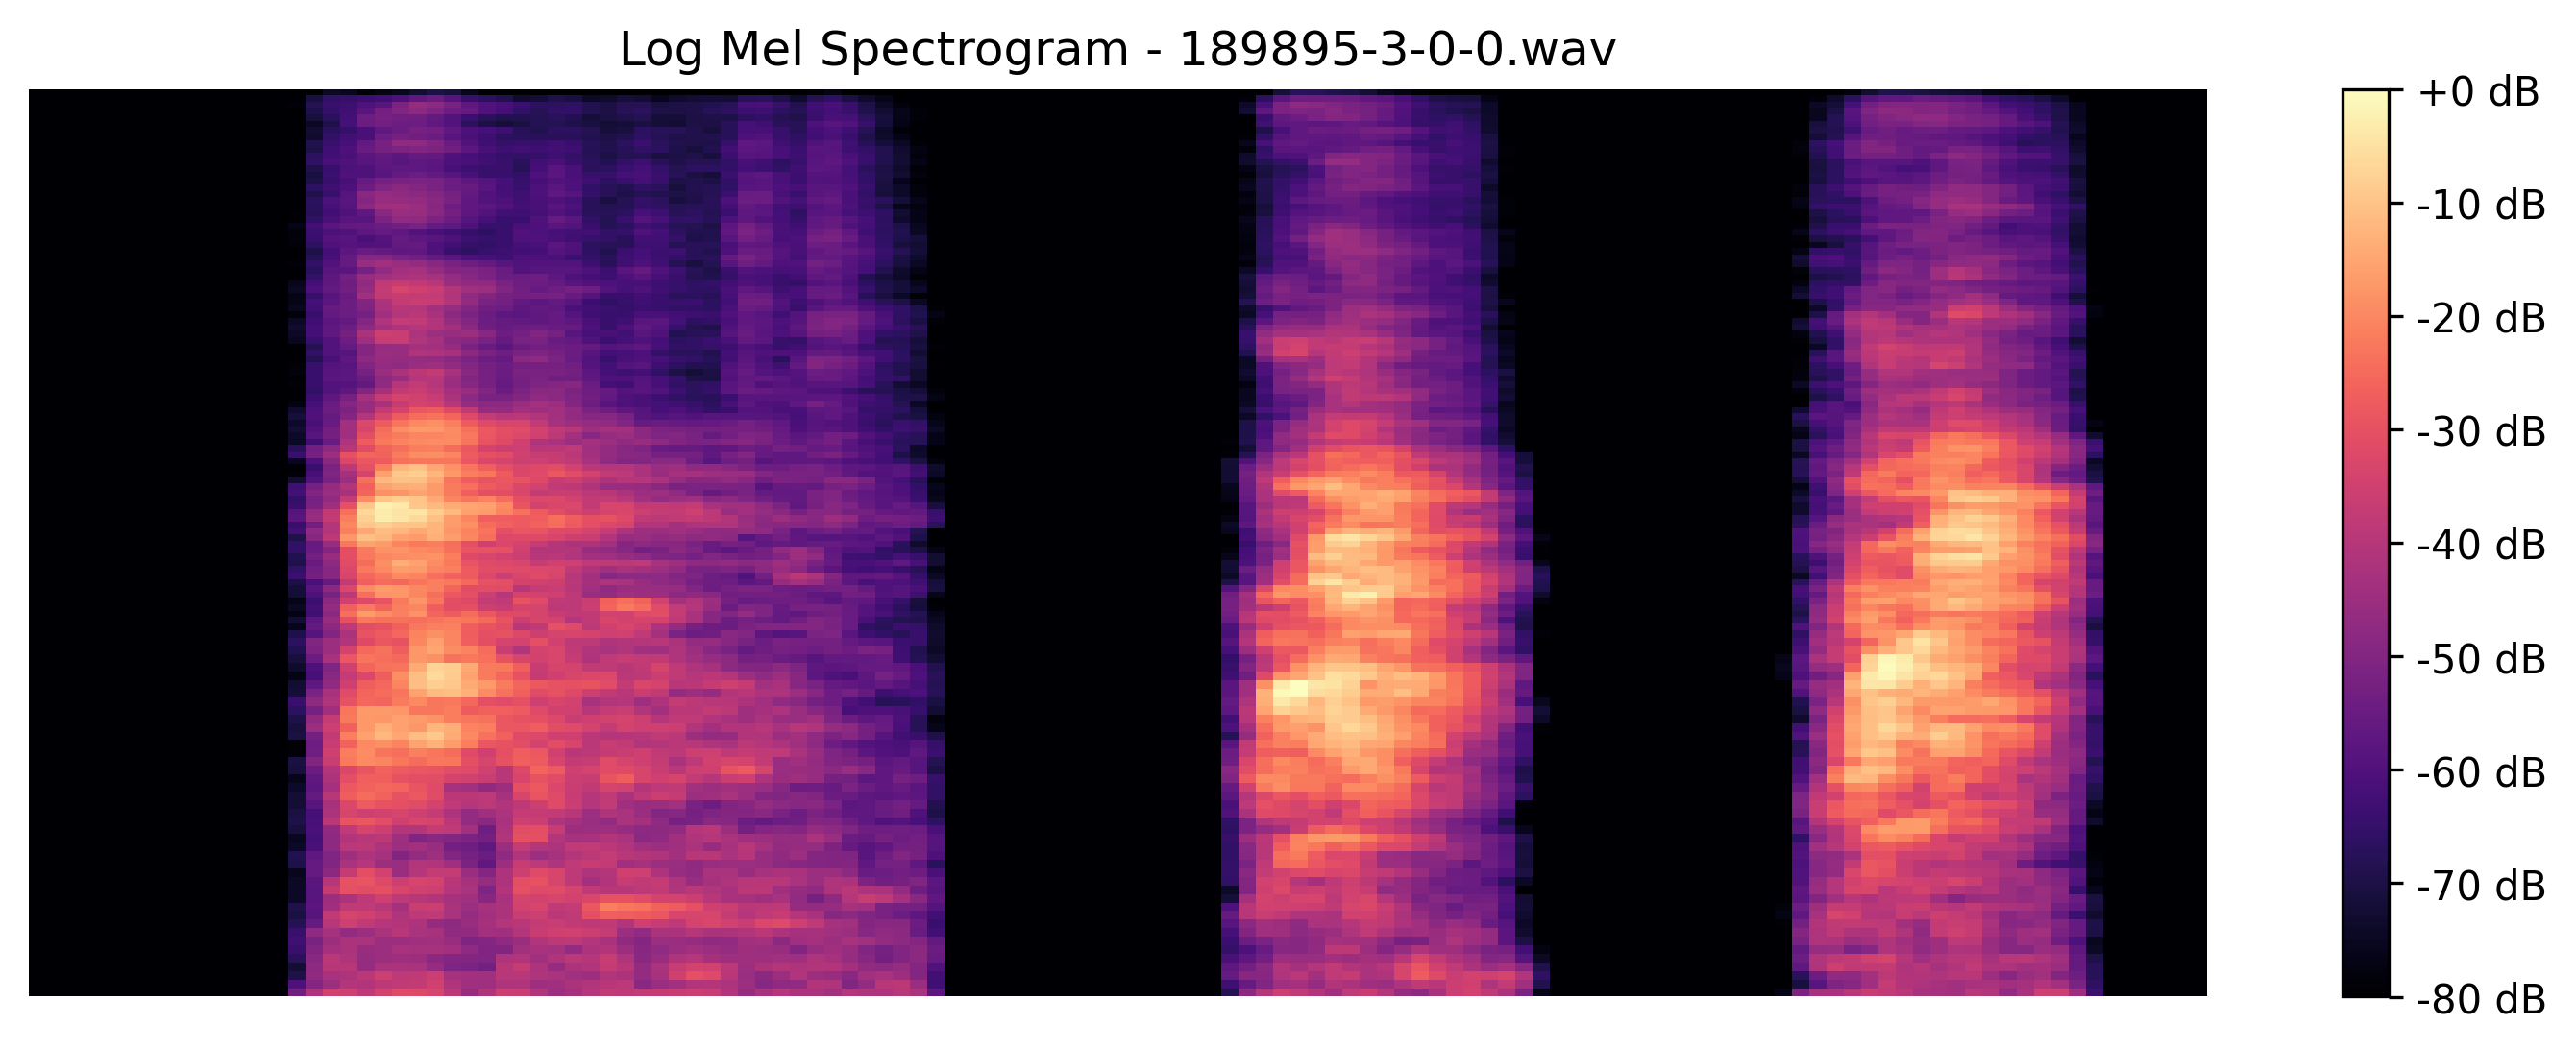 Log Mel Spectrogram - 189895-3-0-0.wav
+0 dB
-10 dB
-20 dB
-30 dB
-40 dB
-50 dB
-60 dB
-70 dB
-80 dB